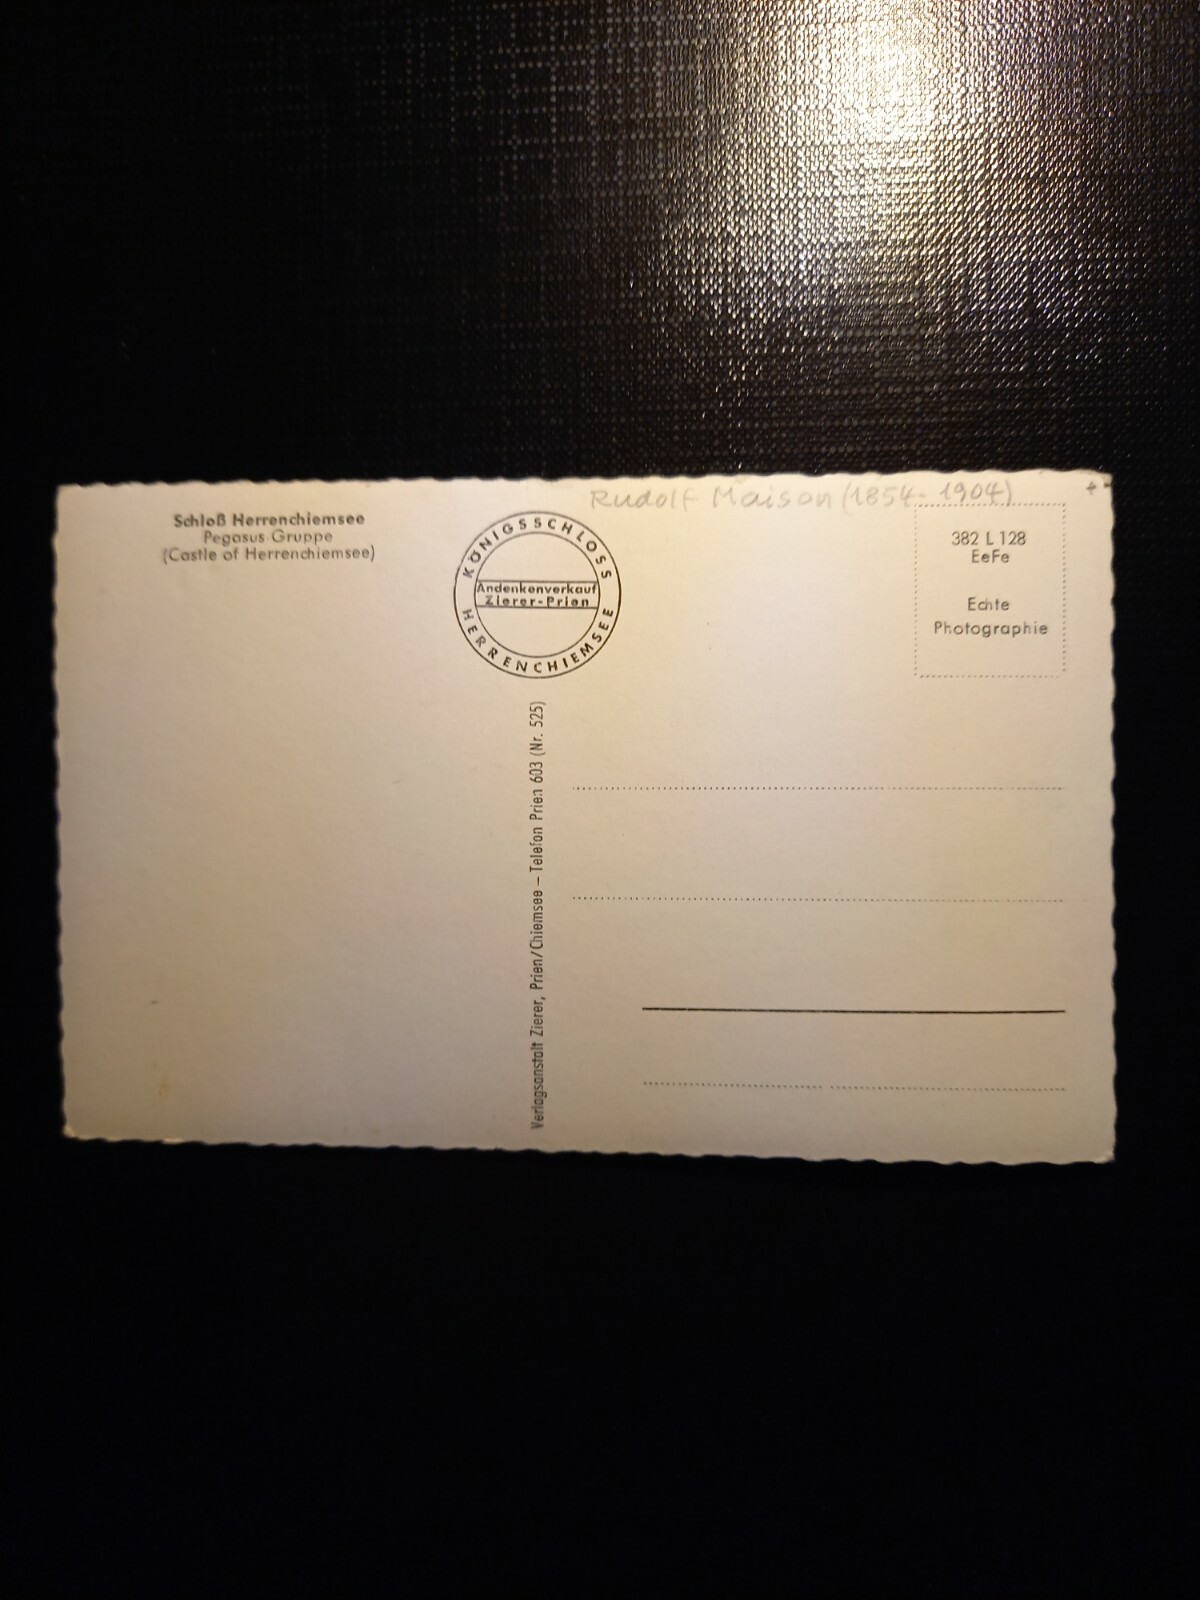 Rudolf Maison (1854-1904)
Schloß Herrenchiemsee
Pegasus-Gruppe
(Castle of Herrenchiemsee)
KÖNIGSSCHLOSS
Andenkenverkauf
Zierer-Prien
HERRENCHIEMSEE
382 L 128
EeFe
Echte
Photographie
Verlagsanstalt Zierer, Prien/Chiemsee – Telefon Prien 603 (Nr. 525)